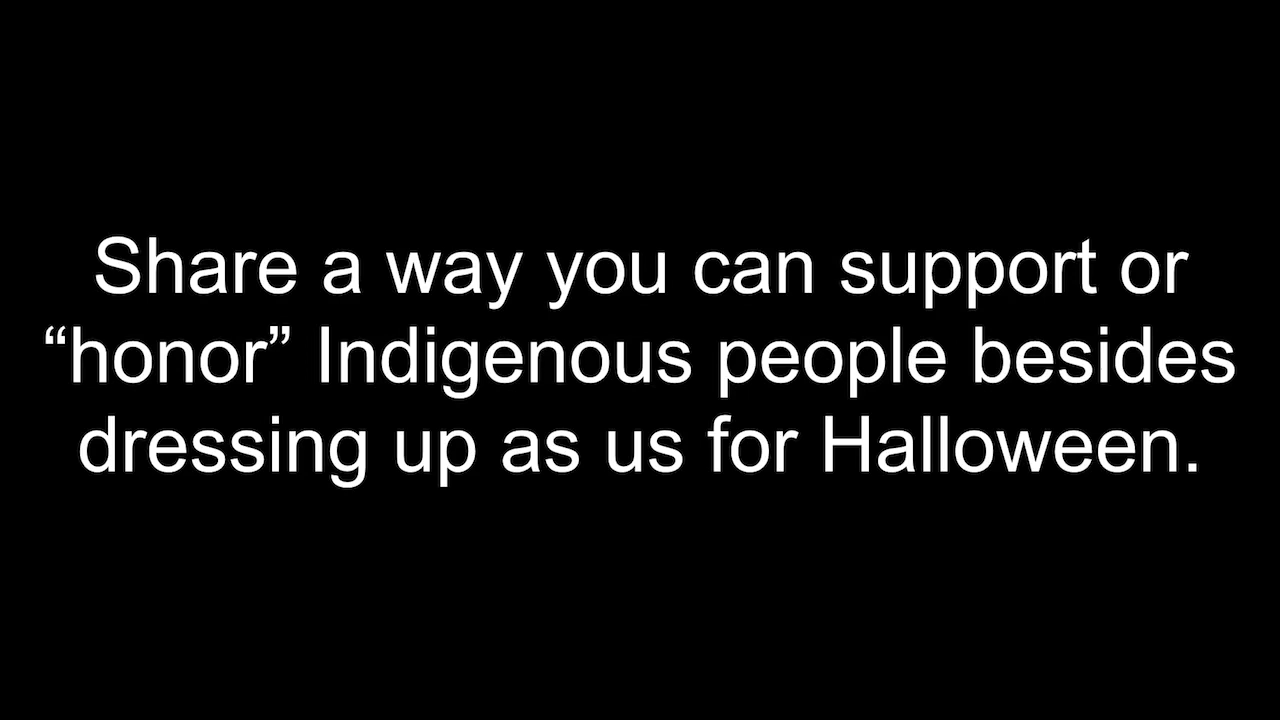 Share a way you can support or
“honor” Indigenous people besides
dressing up as us for Halloween.